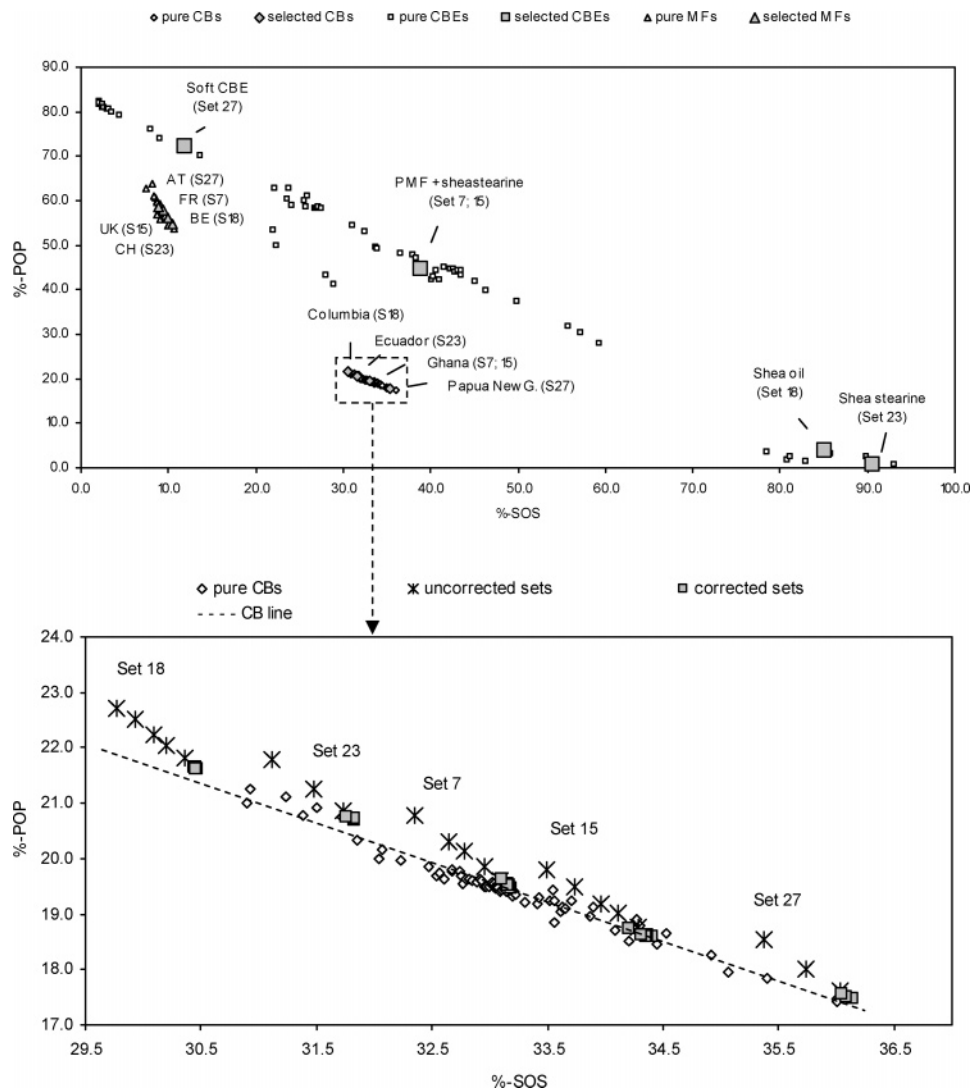 pure CBs selected CBs pure CBEs selected CBEs pure MFs selected MFs
90.0
80.0
70.0
60.0
50.0
40.0
30.0
20.0
10.0
0.0
%-POP
Soft CBE
(Set 27)
AT (S27)
FR (S7)
BE (S18)
UK (S15)
CH (S23)
PMF + sheastearine
(Set 7; 15)
Columbia (S18)
Ecuador (S23)
Ghana (S7; 15)
Papua New G. (S27)
Shea oil
(Set 18)
Shea stearine
(Set 23)
0.0 10.0 20.0 30.0 40.0 50.0 60.0 70.0 80.0 90.0 100.0
%-SOS
pure CBs uncorrected sets corrected sets
CB line
24.0
23.0
22.0
21.0
20.0
19.0
18.0
17.0
%-POP
Set 18
Set 23
Set 7
Set 15
Set 27
29.5 30.5 31.5 32.5 33.5 34.5 35.5 36.5
%-SOS